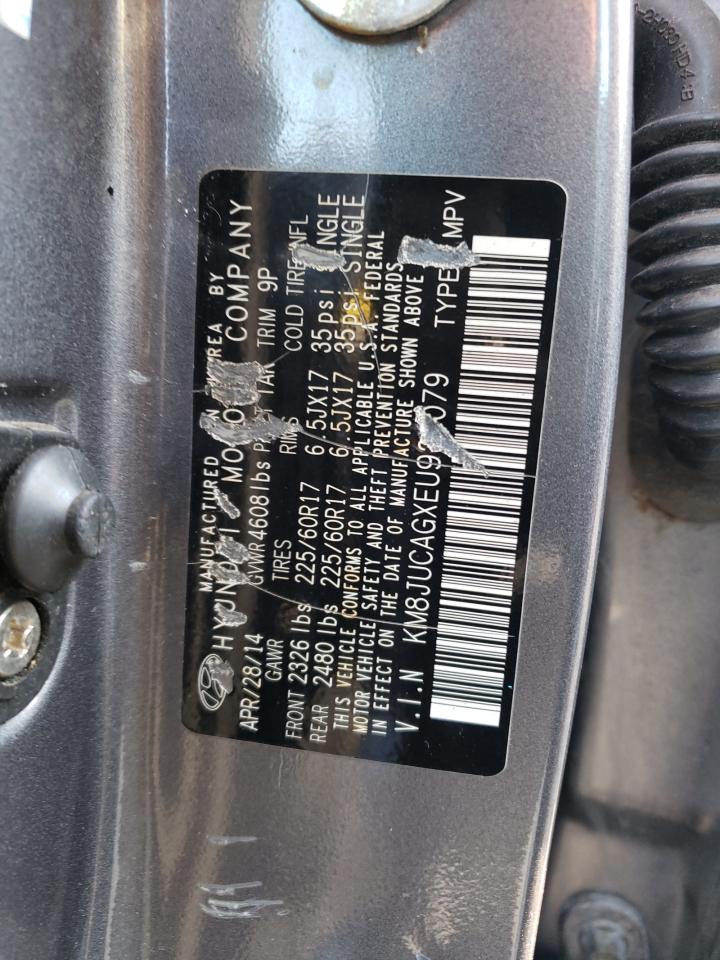 MANUFACTURED IN KOREA BY
HYUNDAI MOTOR COMPANY
APR/28/14 GVWR 4608 lbs PAINT TAK TRIM 9P
GAWR TIRES RIMS COLD TIRE INFL
FRONT 2326 lbs 225/60R17 6.5JX17 35psi SINGLE
REAR 2480 lbs 225/60R17 6.5JX17 35psi SINGLE
THIS VEHICLE CONFORMS TO ALL APPLICABLE U.S.A. FEDERAL
MOTOR VEHICLE SAFETY AND THEFT PREVENTION STANDARDS
IN EFFECT ON THE DATE OF MANUFACTURE SHOWN ABOVE
V.I.N KM8JUCAGXEU9 079 TYPE MPV